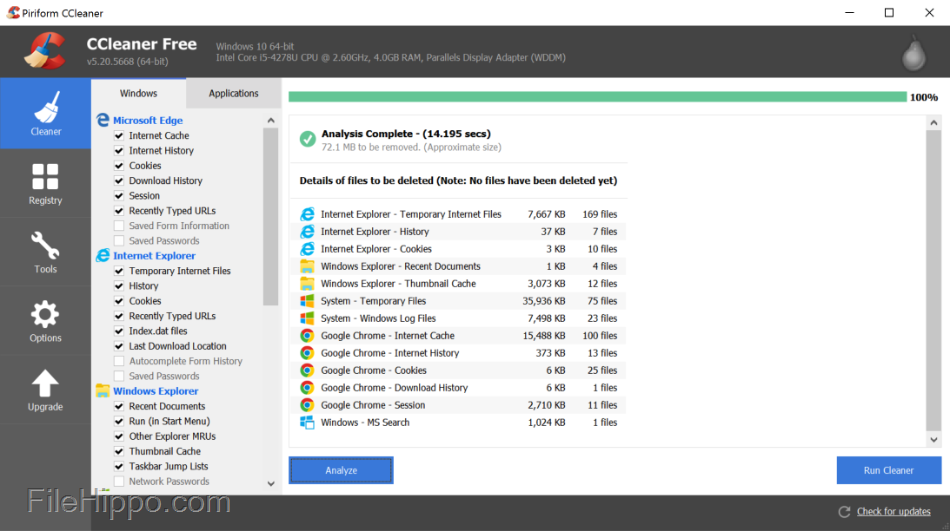 Piriform CCleaner
CCleaner Free
v5.20.5668 (64-bit)
Windows 10 64-bit
Intel Core i5-4278U CPU @ 2.60GHz, 4.0GB RAM, Parallels Display Adapter (WDDM)
Cleaner
Registry
Tools
Options
Upgrade
Windows
Applications
Microsoft Edge
Internet Cache
Internet History
Cookies
Download History
Session
Recently Typed URLs
Saved Form Information
Saved Passwords
Internet Explorer
Temporary Internet Files
History
Cookies
Recently Typed URLs
Index.dat files
Last Download Location
Autocomplete Form History
Saved Passwords
Windows Explorer
Recent Documents
Run (in Start Menu)
Other Explorer MRUs
Thumbnail Cache
Taskbar Jump Lists
Network Passwords
100%
Analysis Complete - (14.195 secs)
72.1 MB to be removed. (Approximate size)
Details of files to be deleted (Note: No files have been deleted yet)
Internet Explorer - Temporary Internet Files 7,667 KB 169 files
Internet Explorer - History 37 KB 7 files
Internet Explorer - Cookies 3 KB 10 files
Windows Explorer - Recent Documents 1 KB 4 files
Windows Explorer - Thumbnail Cache 3,073 KB 12 files
System - Temporary Files 35,936 KB 75 files
System - Windows Log Files 7,498 KB 23 files
Google Chrome - Internet Cache 15,488 KB 100 files
Google Chrome - Internet History 373 KB 13 files
Google Chrome - Cookies 6 KB 25 files
Google Chrome - Download History 6 KB 1 files
Google Chrome - Session 2,710 KB 11 files
Windows - MS Search 1,024 KB 1 files
Analyze
Run Cleaner
FileHippo.com
Check for updates